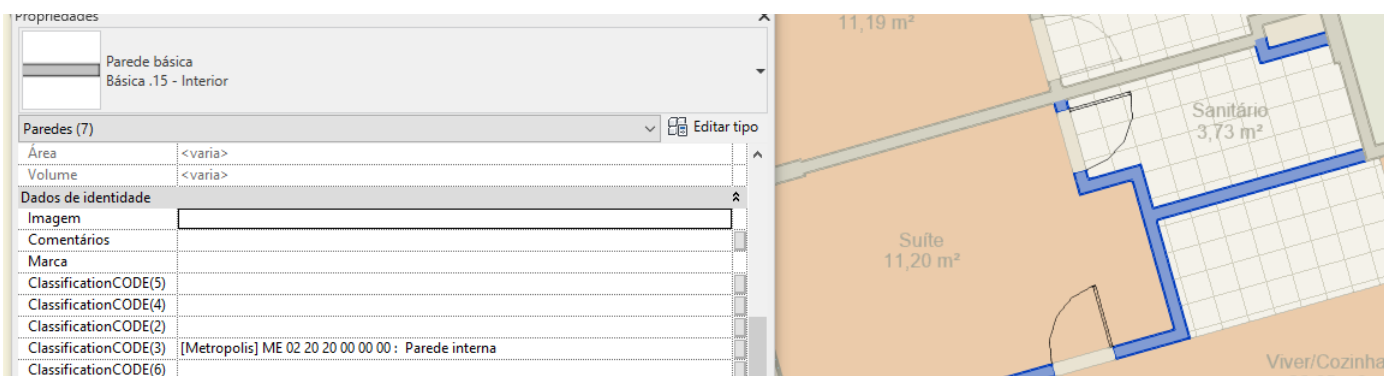 Propriedades
Parede básica
Básica .15 - Interior
Paredes (7)
Editar tipo
Área <varia>
Volume <varia>
Dados de identidade
Imagem
Comentários
Marca
ClassificationCODE(5)
ClassificationCODE(4)
ClassificationCODE(2)
ClassificationCODE(3) [Metropolis] ME 02 20 20 00 00 00 : Parede interna
ClassificationCODE(6)
11,19 m²
Sanitário
3,73 m²
Suíte
11,20 m²
Viver/Cozinha